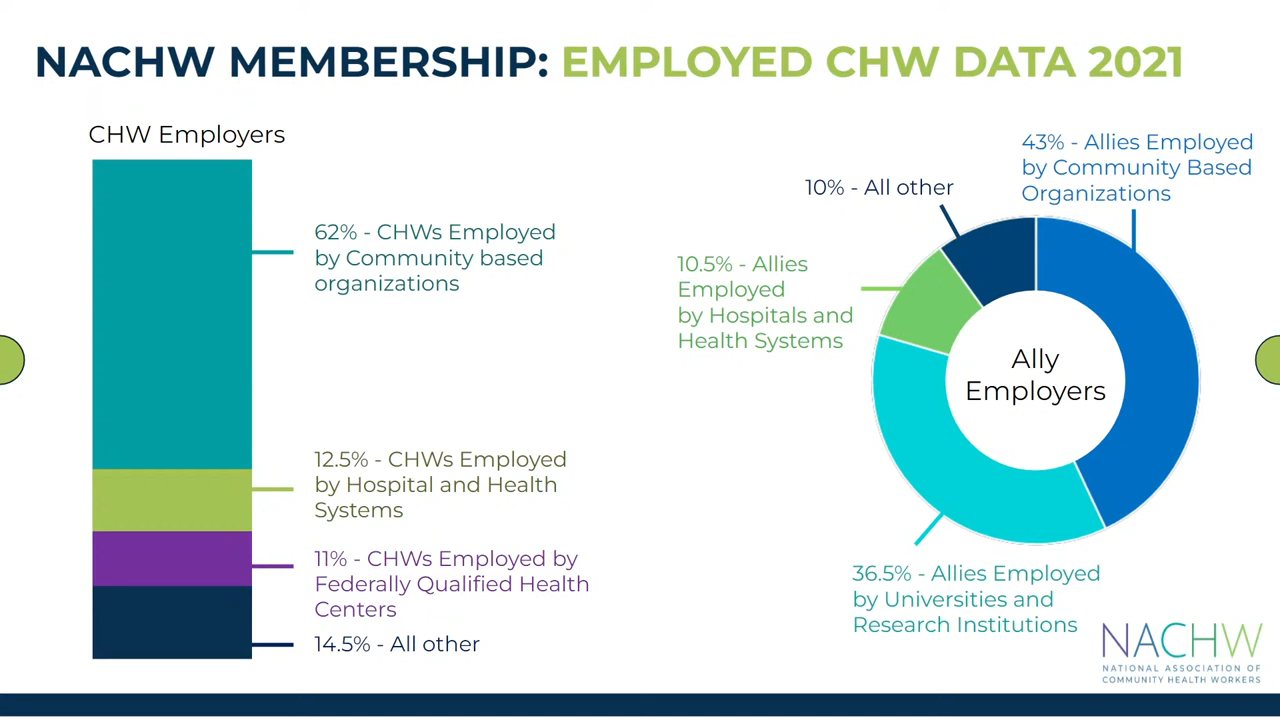 NACHW MEMBERSHIP: EMPLOYED CHW DATA 2021
CHW Employers
62% - CHWs Employed
by Community based
organizations
12.5% - CHWs Employed
by Hospital and Health
Systems
11% - CHWs Employed by
Federally Qualified Health
Centers
14.5% - All other
43% - Allies Employed
by Community Based
Organizations
10% - All other
10.5% - Allies
Employed
by Hospitals and
Health Systems
Ally
Employers
36.5% - Allies Employed
by Universities and
Research Institutions
NACHW
NATIONAL ASSOCIATION OF
COMMUNITY HEALTH WORKERS